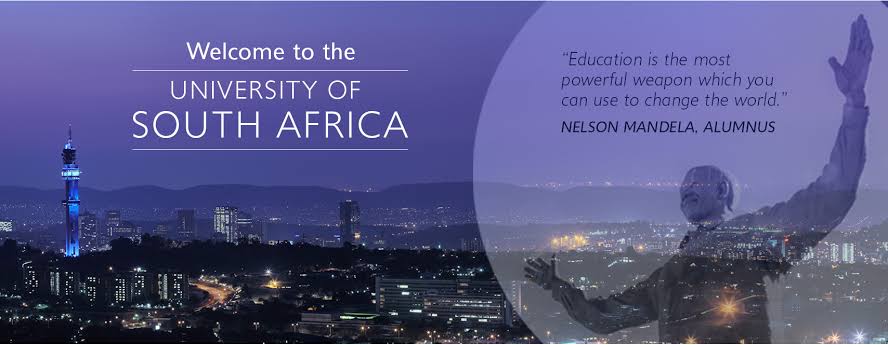 Welcome to the
UNIVERSITY OF
SOUTH AFRICA
“Education is the most
powerful weapon which you
can use to change the world.”
NELSON MANDELA, ALUMNUS